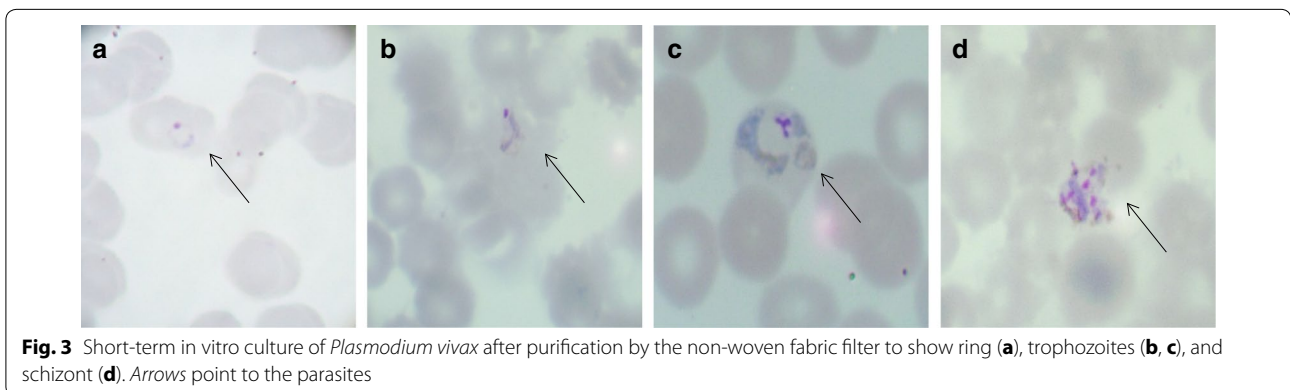 a b c d
Fig. 3 Short-term in vitro culture of Plasmodium vivax after purification by the non-woven fabric filter to show ring (a), trophozoites (b, c), and
schizont (d). Arrows point to the parasites